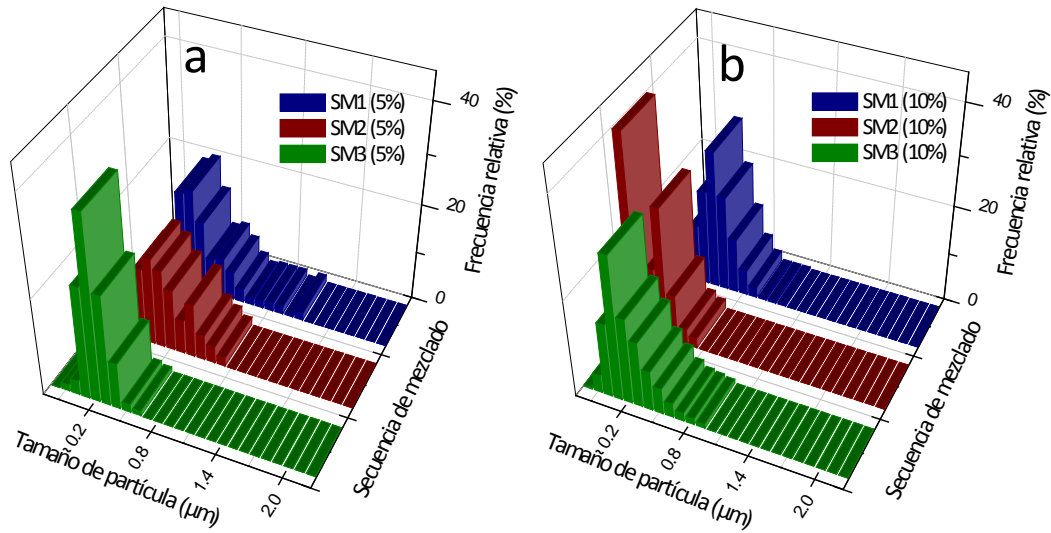 a
SM1 (5%)
SM2 (5%)
SM3 (5%)
40
20
0
Frecuencia relativa (%)
Secuencia de mezclado
0.2
0.8
1.4
2.0
Tamaño de partícula (µm)
b
SM1 (10%)
SM2 (10%)
SM3 (10%)
40
20
0
Frecuencia relativa (%)
Secuencia de mezclado
0.2
0.8
1.4
2.0
Tamaño de partícula (µm)